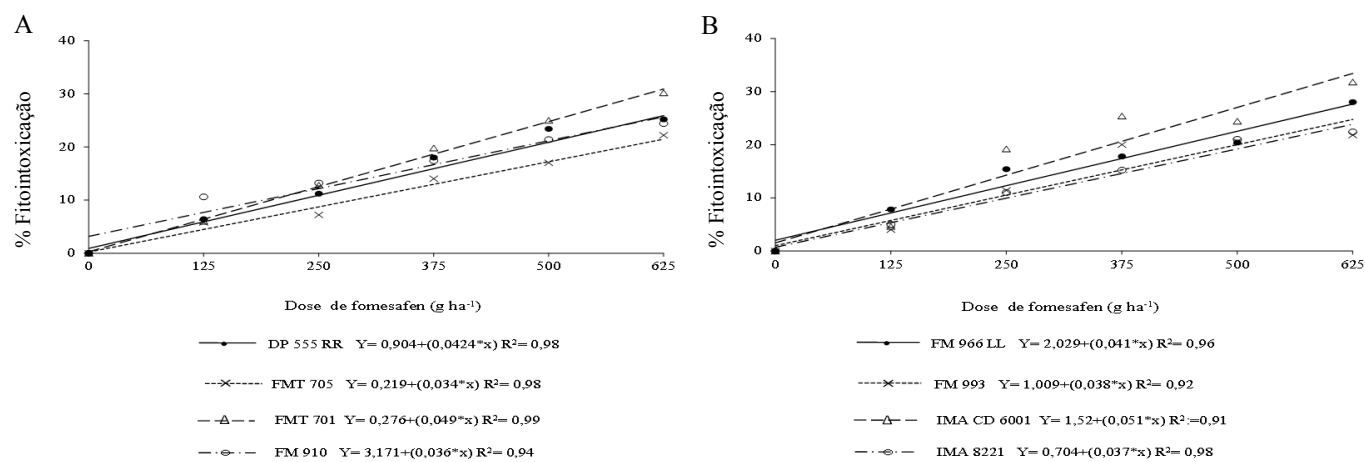 A
% Fitointoxicação
40
30
20
10
0
0 125 250 375 500 625
Dose de fomesafen (g ha⁻¹)
DP 555 RR Y= 0,904+(0,0424*x) R²= 0,98
FMT 705 Y= 0,219+(0,034*x) R²= 0,98
FMT 701 Y= 0,276+(0,049*x) R²= 0,99
FM 910 Y= 3,171+(0,036*x) R²= 0,94
B
% Fitointoxicação
40
30
20
10
0
0 125 250 375 500 625
Dose de fomesafen (g ha⁻¹)
FM 966 LL Y= 2,029+(0,041*x) R²= 0,96
FM 993 Y= 1,009+(0,038*x) R²= 0,92
IMA CD 6001 Y= 1,52+(0,051*x) R²=0,91
IMA 8221 Y= 0,704+(0,037*x) R²= 0,98